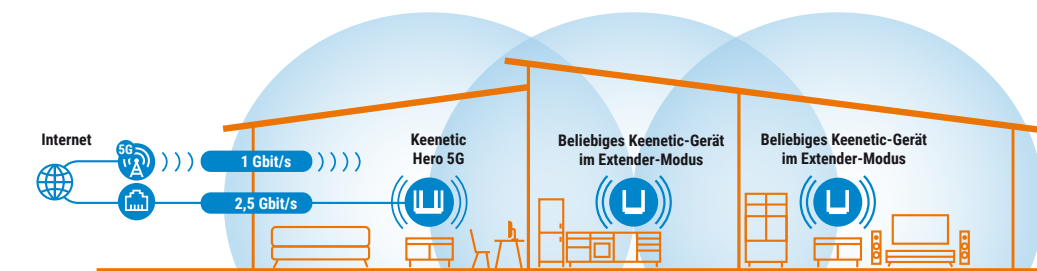 Internet
5G
1 Gbit/s
2,5 Gbit/s
Keenetic
Hero 5G
Beliebiges Keenetic-Gerät
im Extender-Modus
Beliebiges Keenetic-Gerät
im Extender-Modus